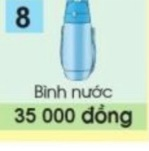 8
Bình nước
35 000 đồng